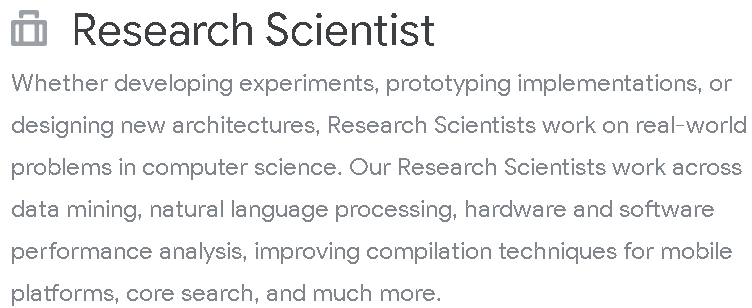 Research Scientist
Whether developing experiments, prototyping implementations, or
designing new architectures, Research Scientists work on real-world
problems in computer science. Our Research Scientists work across
data mining, natural language processing, hardware and software
performance analysis, improving compilation techniques for mobile
platforms, core search, and much more.